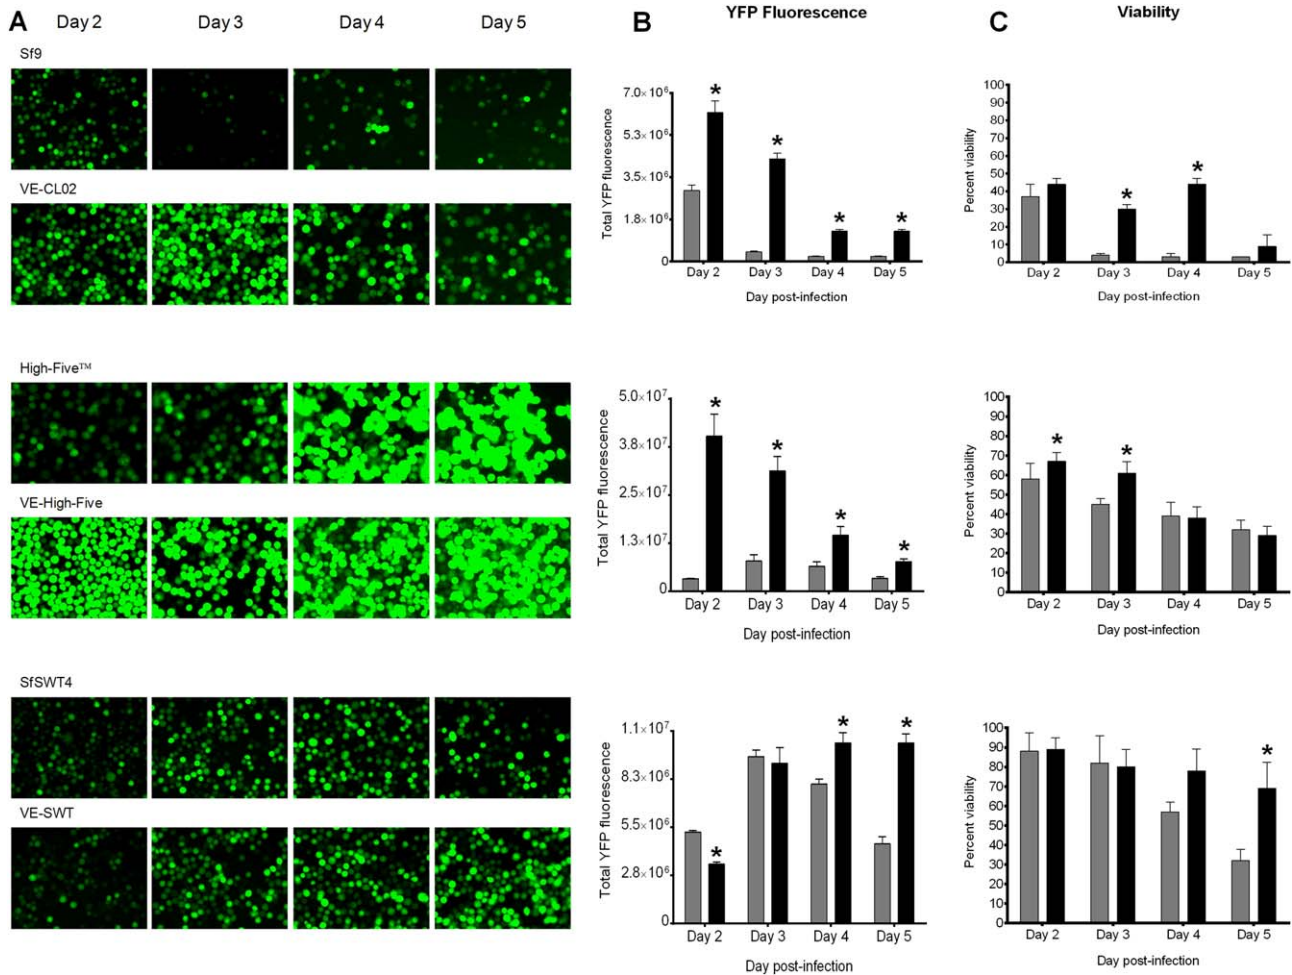 A
Day 2
Day 3
Day 4
Day 5
Sf9
VE-CL02
High-Five™
VE-High-Five
SfSWT4
VE-SWT
B
YFP Fluorescence
Total YFP fluorescence
7.0×10⁶
5.3×10⁶
3.5×10⁶
1.8×10⁶
0
*
*
*
*
Day 2
Day 3
Day 4
Day 5
Day post-infection
Total YFP fluorescence
5.0×10⁷
3.8×10⁷
2.5×10⁷
1.3×10⁷
0
*
*
*
*
Day 2
Day 3
Day 4
Day 5
Day post-infection
Total YFP fluorescence
1.1×10⁷
8.3×10⁶
5.5×10⁶
2.8×10⁶
0
*
*
*
Day 2
Day 3
Day 4
Day 5
Day post-infection
C
Viability
Percent viability
100
90
80
70
60
50
40
30
20
10
0
*
*
Day 2
Day 3
Day 4
Day 5
Day post-infection
Percent viability
100
90
80
70
60
50
40
30
20
10
0
*
*
Day 2
Day 3
Day 4
Day 5
Day post-infection
Percent viability
100
90
80
70
60
50
40
30
20
10
0
*
Day 2
Day 3
Day 4
Day 5
Day post-infection